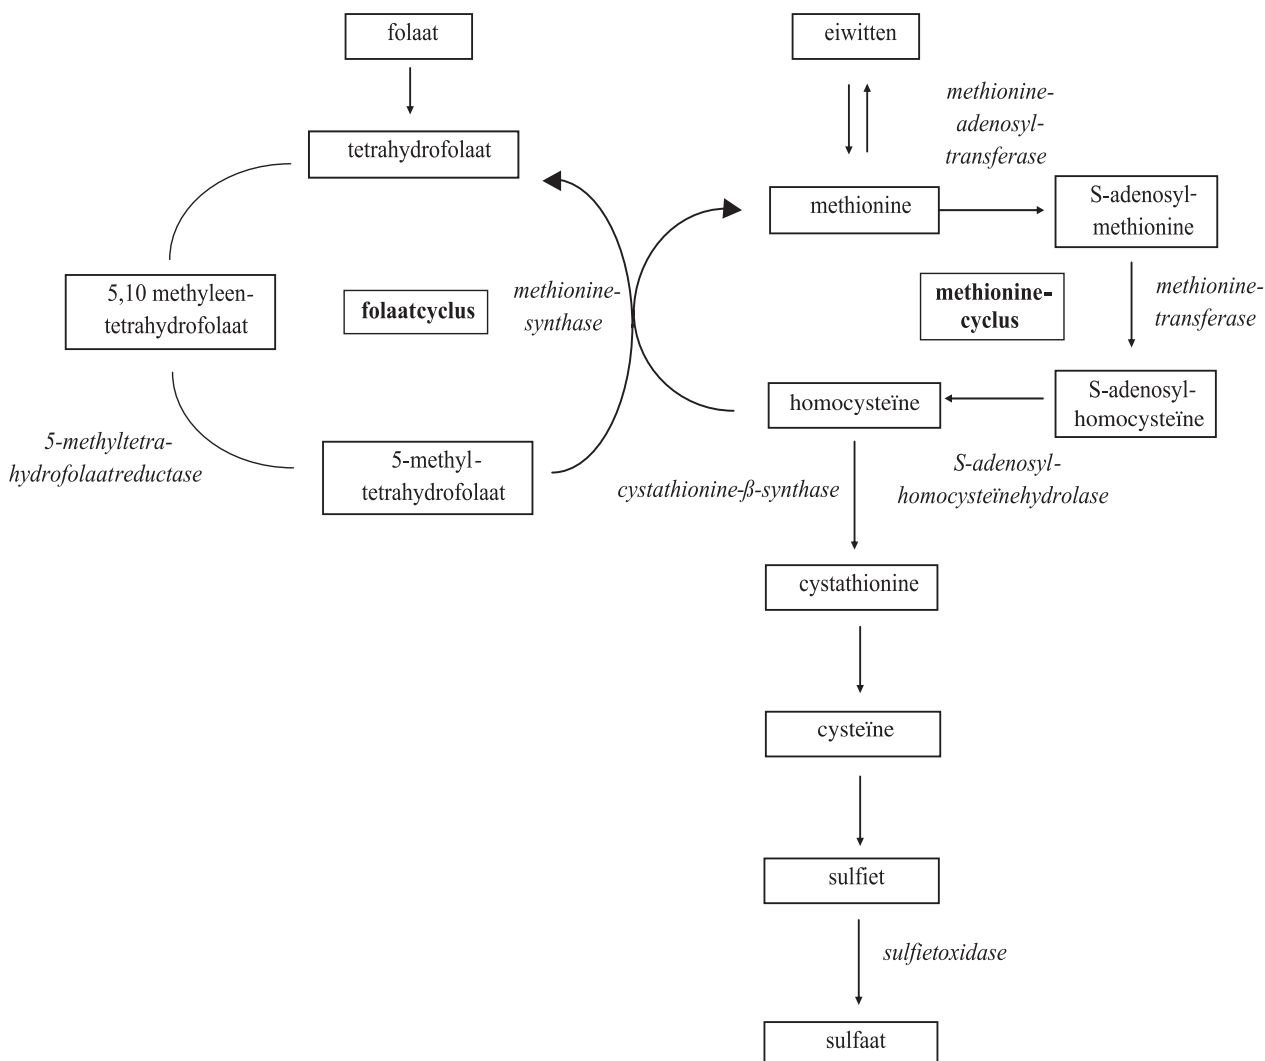 folaat
eiwitten
methionine-
adenosyl-
transferase
tetrahydrofolaat
methionine
S-adenosyl-
methionine
5,10 methyleen-
tetrahydrofolaat
folaatcyclus
methionine-
synthase
methionine-
cyclus
methionine-
transferase
homocysteïne
S-adenosyl-
homocysteïne
5-methyltetra-
hydrofolaatreductase
5-methyl-
tetrahydrofolaat
cystathionine-ß-synthase
S-adenosyl-
homocysteïnehydrolase
cystathionine
cysteïne
sulfiet
sulfietoxidase
sulfaat